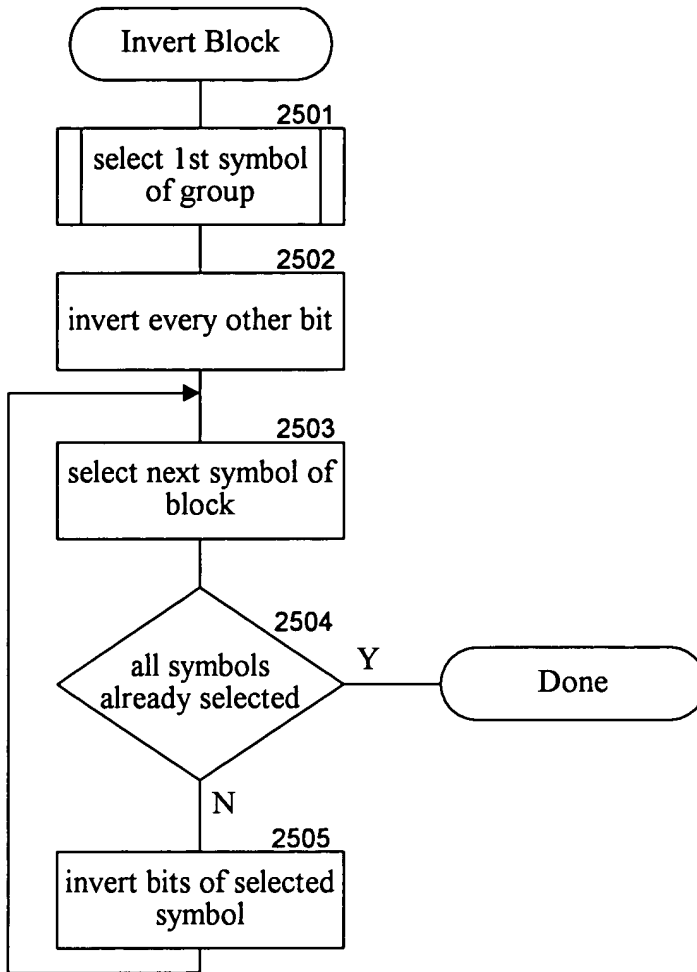 Invert Block
2501
select 1st symbol
of group
2502
invert every other bit
2503
select next symbol of
block
2504
all symbols
already selected
Y
Done
N
2505
invert bits of selected
symbol